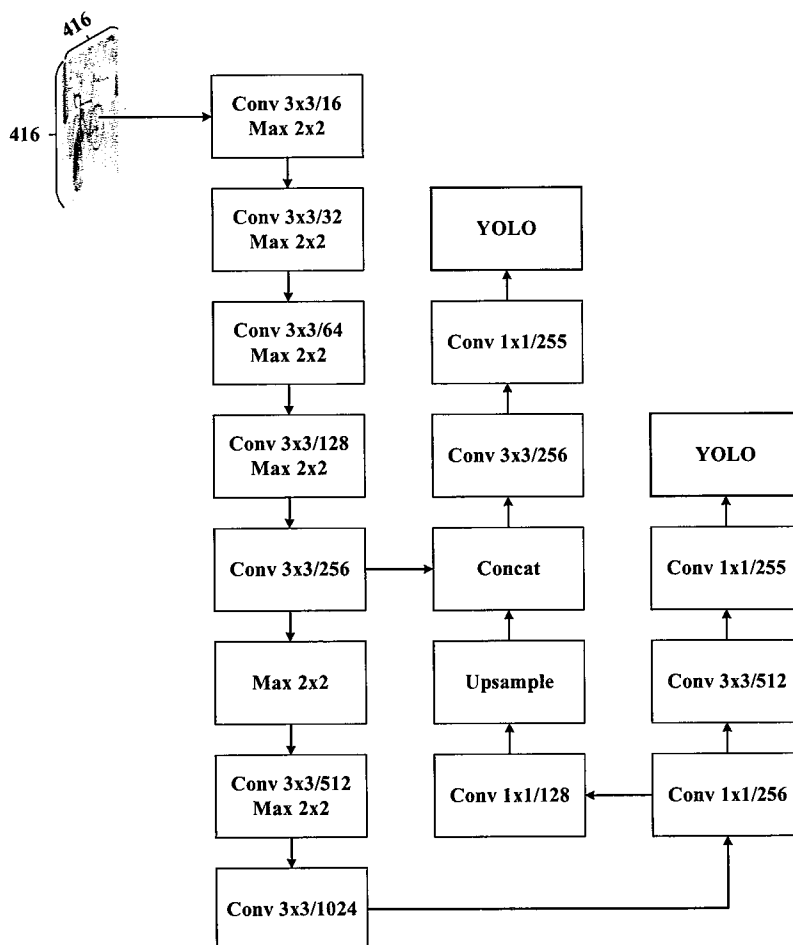 416
416
Conv 3x3/16
Max 2x2
Conv 3x3/32
Max 2x2
Conv 3x3/64
Max 2x2
Conv 3x3/128
Max 2x2
Conv 3x3/256
Max 2x2
Conv 3x3/512
Max 2x2
Conv 3x3/1024
YOLO
Conv 1x1/255
Conv 3x3/256
Concat
Upsample
Conv 1x1/128
YOLO
Conv 1x1/255
Conv 3x3/512
Conv 1x1/256